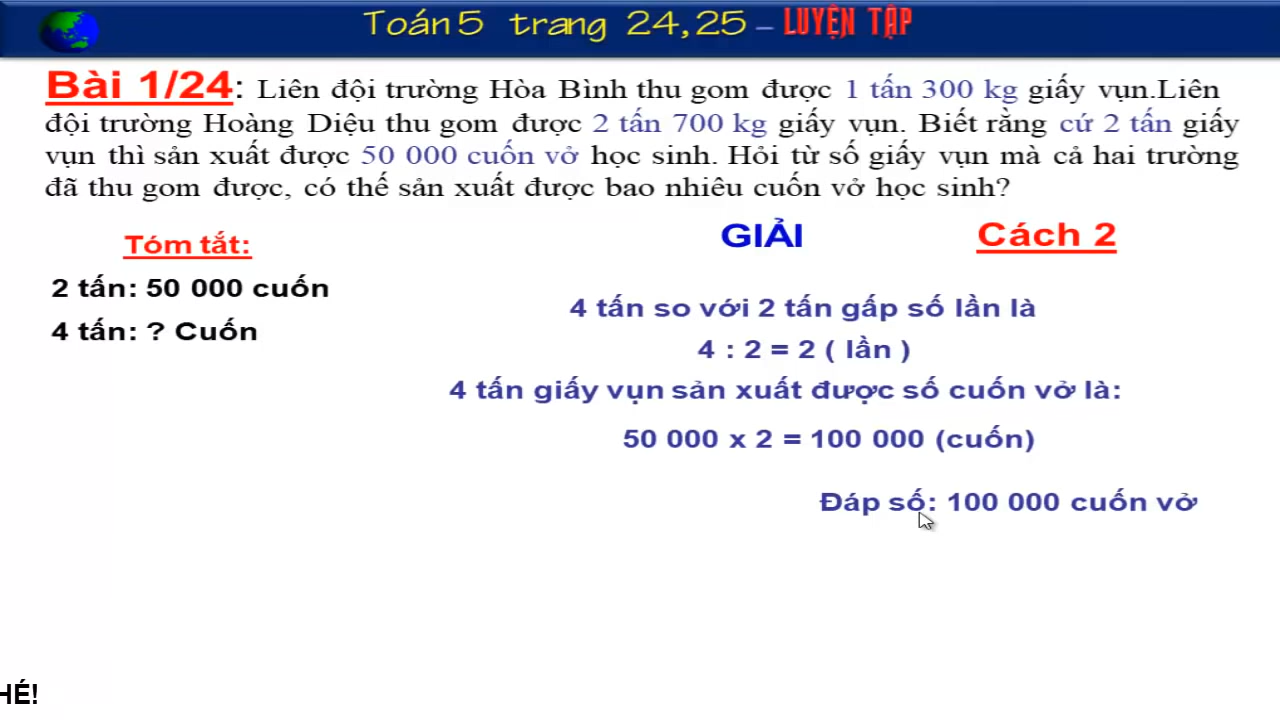 Toán 5 trang 24,25 – LUYỆN TẬP
Bài 1/24: Liên đội trường Hòa Bình thu gom được 1 tấn 300 kg giấy vụn.Liên
đội trường Hoàng Diệu thu gom được 2 tấn 700 kg giấy vụn. Biết rằng cứ 2 tấn giấy
vụn thì sản xuất được 50 000 cuốn vở học sinh. Hỏi từ số giấy vụn mà cả hai trường
đã thu gom được, có thế sản xuất được bao nhiêu cuốn vở học sinh?
Tóm tắt:
2 tấn: 50 000 cuốn
4 tấn: ? Cuốn
GIẢI
Cách 2
4 tấn so với 2 tấn gấp số lần là
4 : 2 = 2 ( lần )
4 tấn giấy vụn sản xuất được số cuốn vở là:
50 000 x 2 = 100 000 (cuốn)
Đáp số: 100 000 cuốn vở
HÉ!